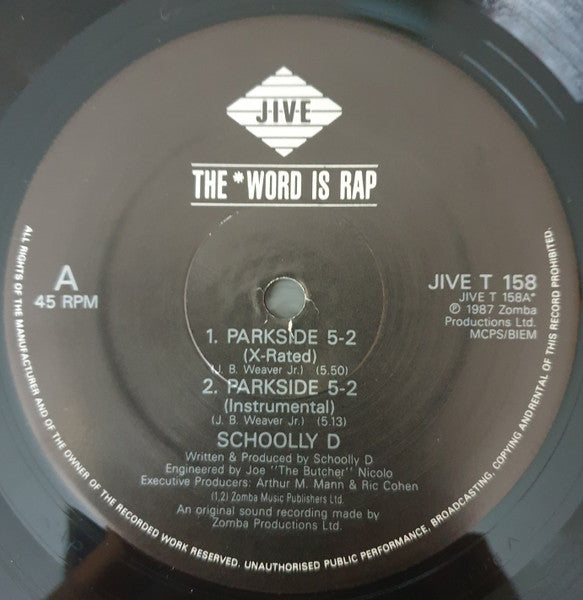 JIVE
THE *WORD IS RAP
A
45 RPM
JIVE T 158
JIVE T 158A*
℗ 1987 Zomba
Productions Ltd.
MCPS/BIEM
1. PARKSIDE 5-2
(X-Rated)
(J. B. Weaver Jr.) (5.50)
2. PARKSIDE 5-2
(Instrumental)
(J. B. Weaver Jr.) (5.13)
SCHOOLLY D
Written & Produced by Schoolly D
Engineered by Joe "The Butcher" Nicolo
Executive Producers: Arthur M. Mann & Ric Cohen
(1,2) Zomba Music Publishers Ltd.
An original sound recording made by
Zomba Productions Ltd.
ALL RIGHTS OF THE MANUFACTURER AND OF THE OWNER OF THE RECORDED WORK RESERVED. UNAUTHORISED PUBLIC PERFORMANCE, BROADCASTING, COPYING AND RENTAL OF THIS RECORD PROHIBITED.